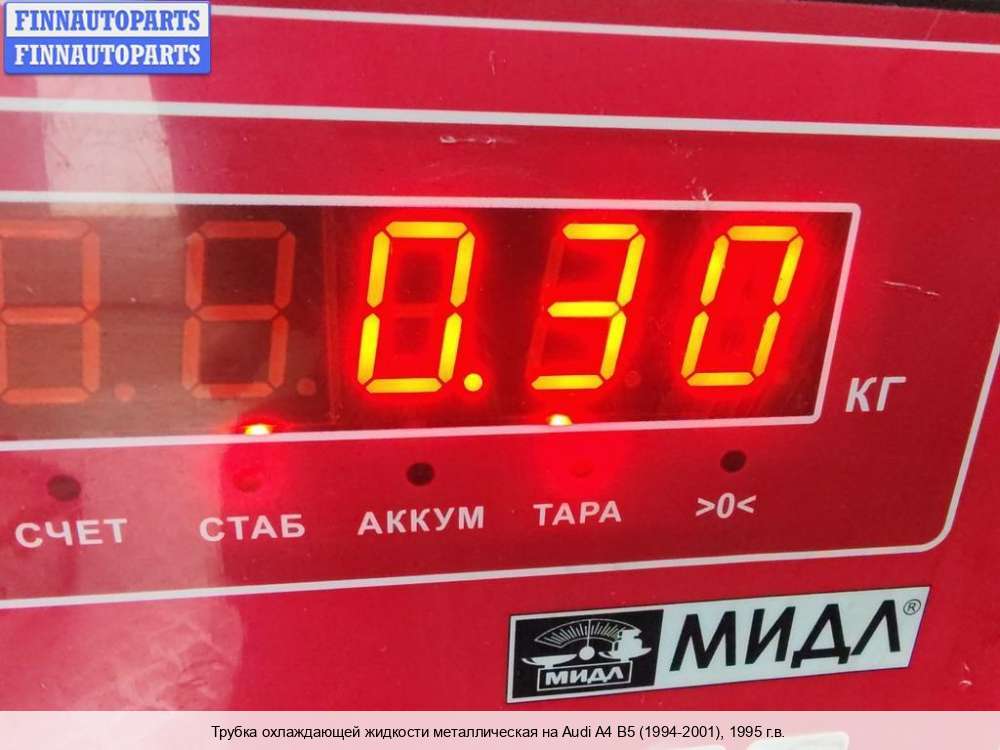 FINNAUTOPARTS
FINNAUTOPARTS
0.30
КГ
СЧЕТ СТАБ АККУМ ТАРА >0<
МИДЛ МИДЛ®
Трубка охлаждающей жидкости металлическая на Audi A4 B5 (1994-2001), 1995 г.в.